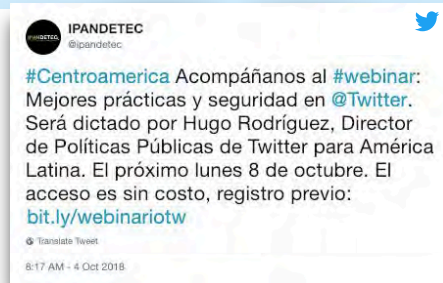 IPANDETEC
IPANDETEC
@ipandetec
#Centroamerica Acompáñanos al #webinar:
Mejores prácticas y seguridad en @Twitter.
Será dictado por Hugo Rodríguez, Director
de Políticas Públicas de Twitter para América
Latina. El próximo lunes 8 de octubre. El
acceso es sin costo, registro previo:
bit.ly/webinariotw
Translate Tweet
8:17 AM - 4 Oct 2018